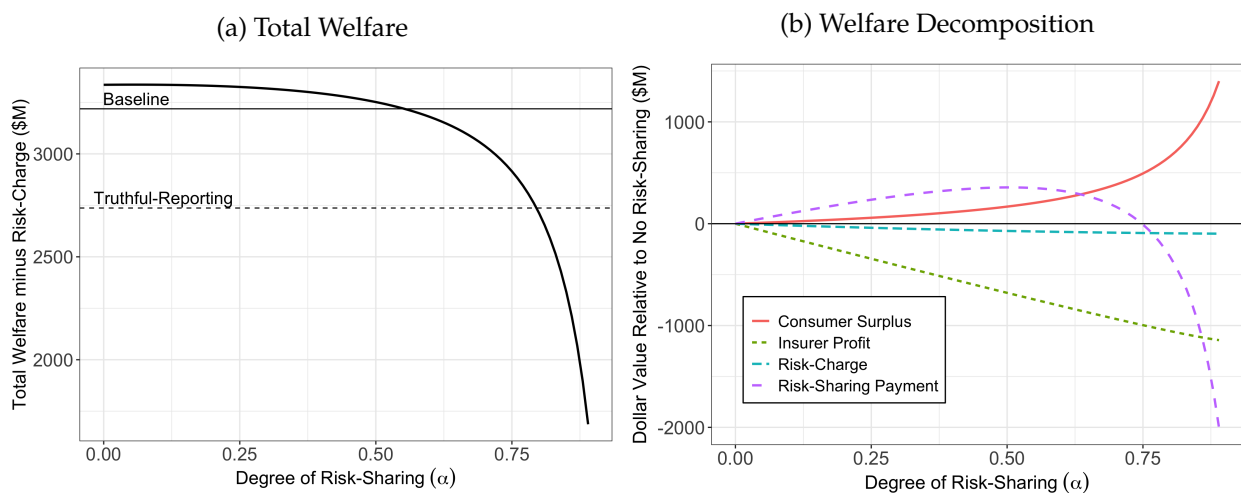 (a) Total Welfare
Total Welfare minus Risk-Charge ($M)
3000
2500
2000
Baseline
Truthful-Reporting
0.00 0.25 0.50 0.75
Degree of Risk-Sharing (α)
(b) Welfare Decomposition
Dollar Value Relative to No Risk-Sharing ($M)
1000
0
-1000
-2000
Consumer Surplus
Insurer Profit
Risk-Charge
Risk-Sharing Payment
0.00 0.25 0.50 0.75
Degree of Risk-Sharing (α)